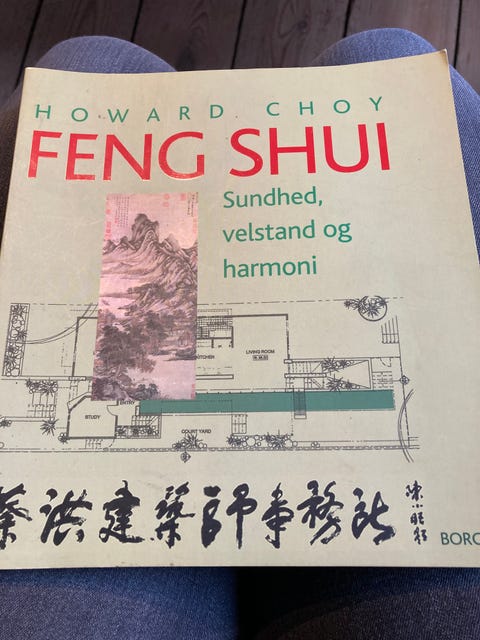 HOWARD CHOY
FENG SHUI
Sundhed,
velstand og
harmoni
KITCHEN
LIVING ROOM
ENTRY
STUDY
COURT YARD
蔡洪建築師事務所
BORG